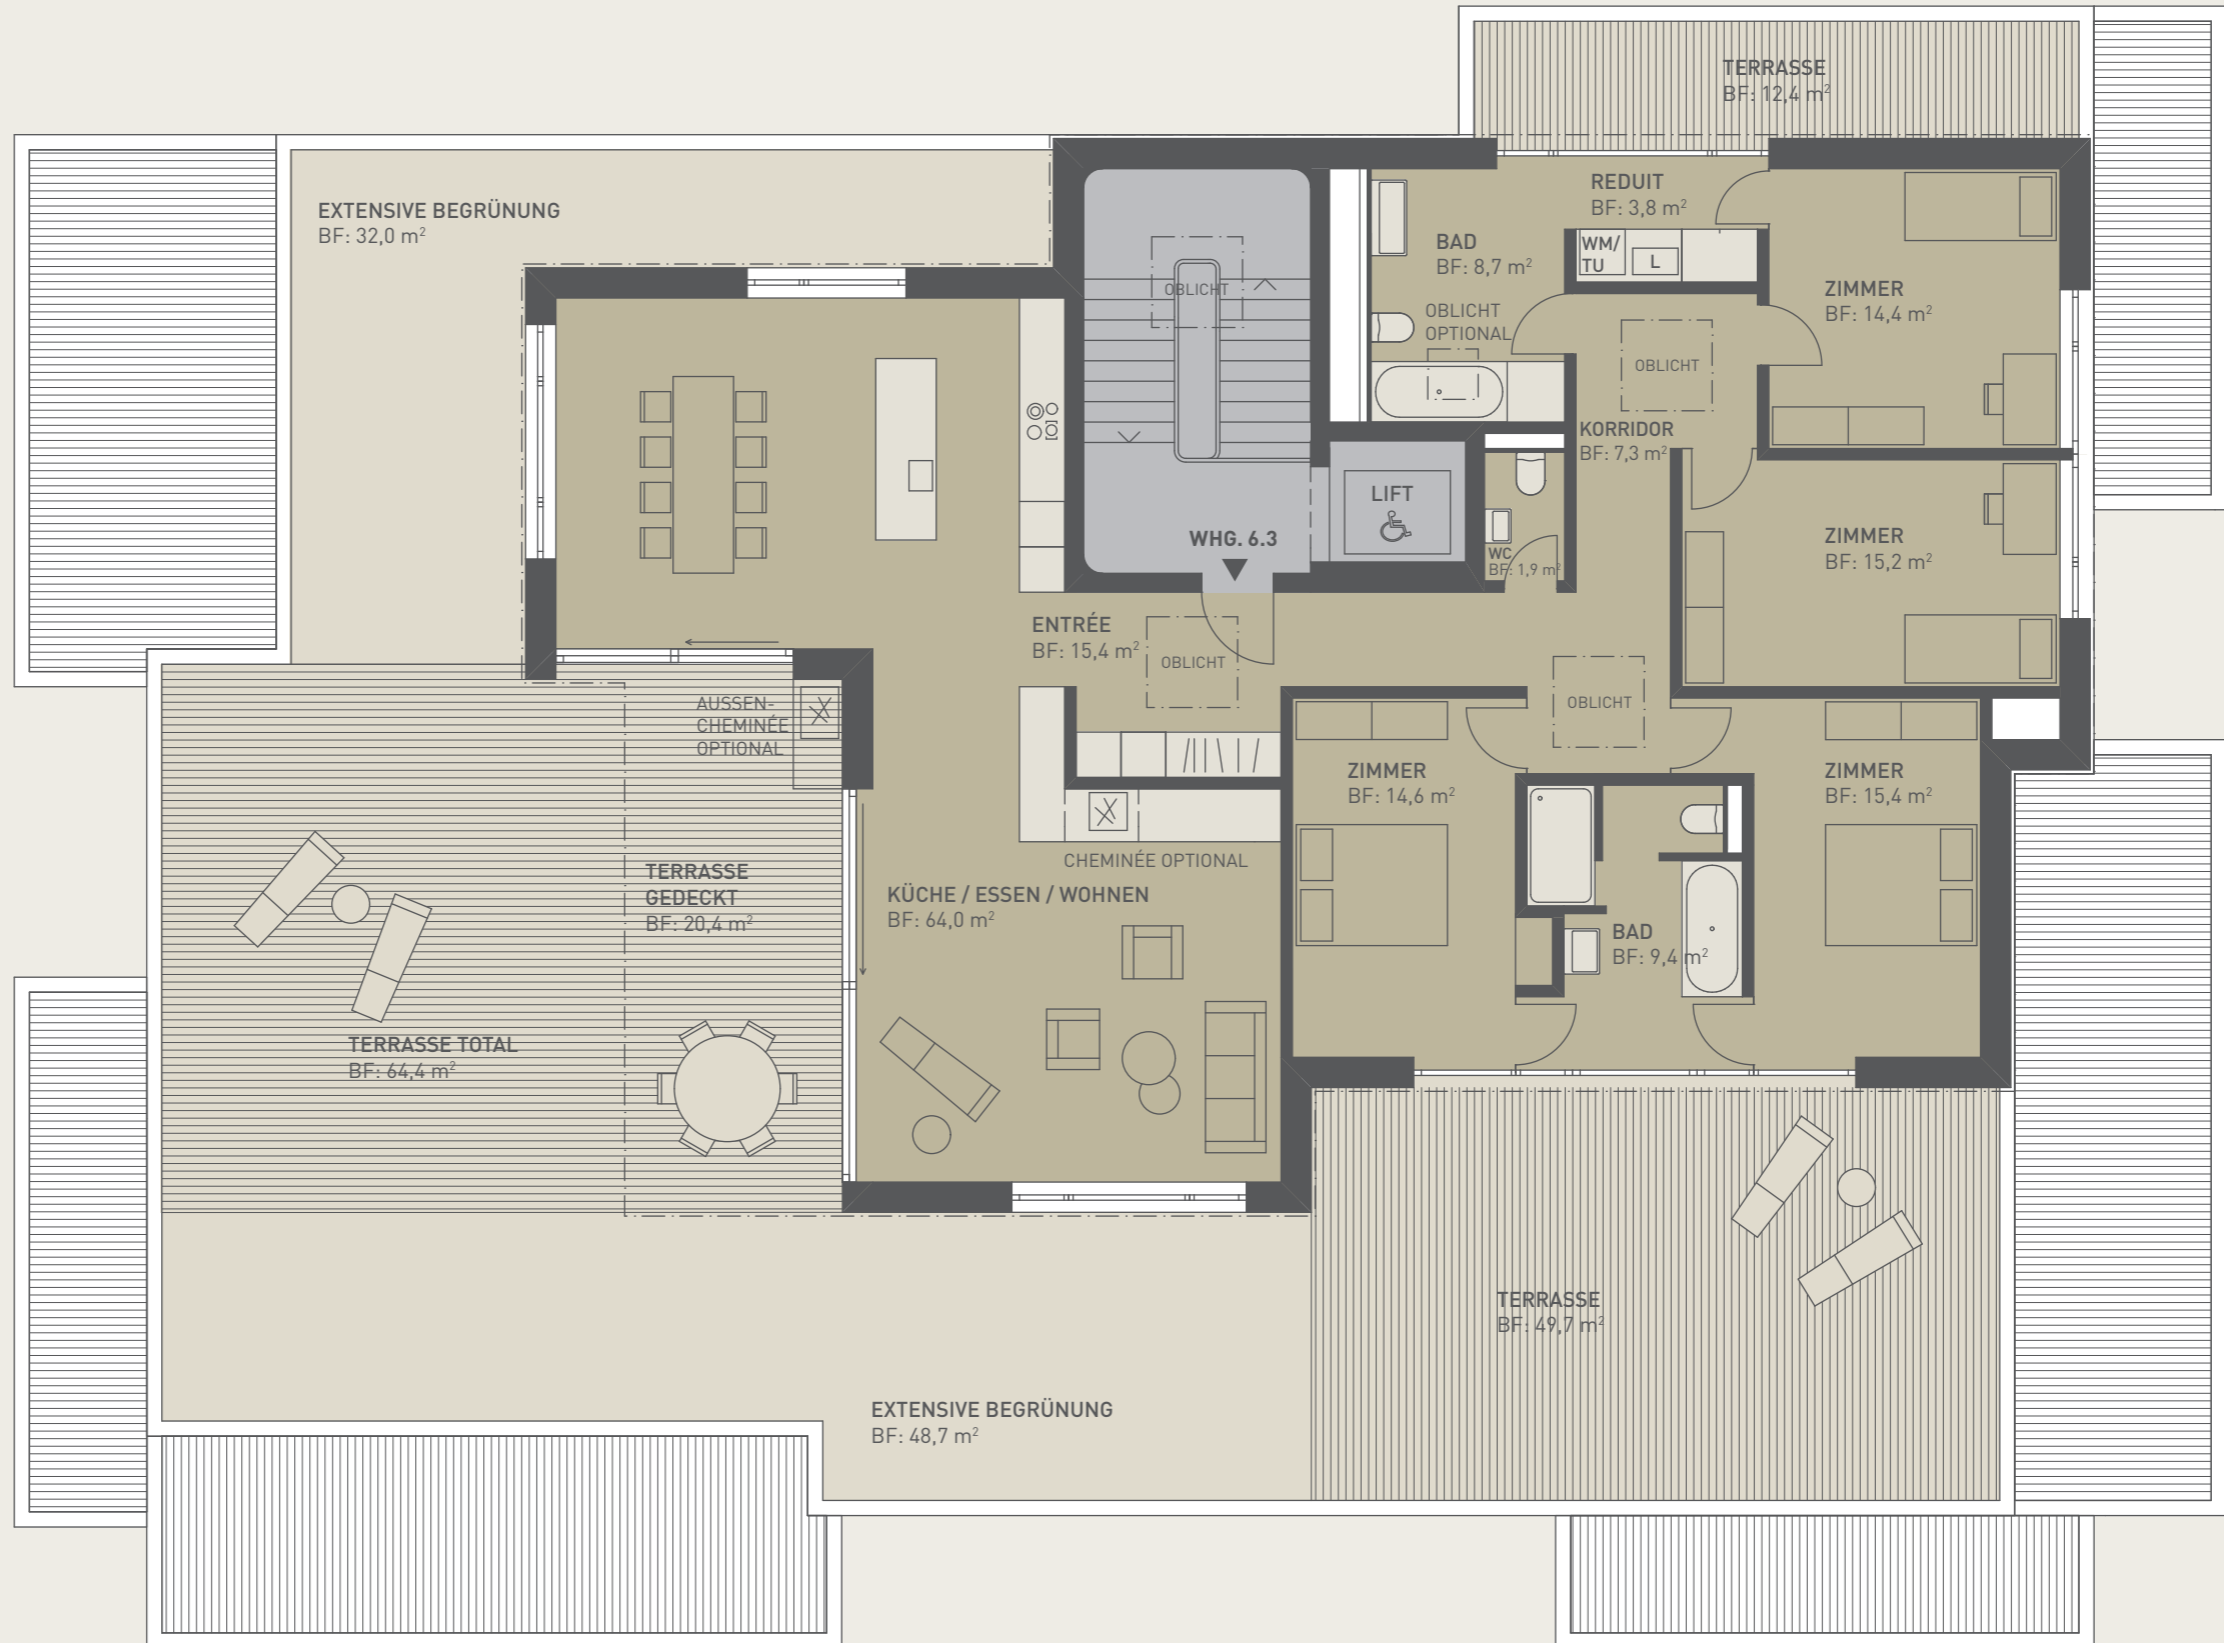 TERRASSE
BF: 12,4 m²
EXTENSIVE BEGRÜNUNG
BF: 32,0 m²
REDUIT
BF: 3,8 m²
BAD
BF: 8,7 m²
WM/
TU
L
OBLICHT
OBLICHT
OPTIONAL
ZIMMER
BF: 14,4 m²
OBLICHT
KORRIDOR
BF: 7,3 m²
LIFT
WHG. 6.3
WC
BF: 1,9 m²
ZIMMER
BF: 15,2 m²
ENTRÉE
BF: 15,4 m²
OBLICHT
OBLICHT
AUSSEN-
CHEMINÉE
OPTIONAL
ZIMMER
BF: 14,6 m²
ZIMMER
BF: 15,4 m²
CHEMINÉE OPTIONAL
TERRASSE
GEDECKT
BF: 20,4 m²
KÜCHE / ESSEN / WOHNEN
BF: 64,0 m²
BAD
BF: 9,4 m²
TERRASSE TOTAL
BF: 64,4 m²
TERRASSE
BF: 49,7 m²
EXTENSIVE BEGRÜNUNG
BF: 48,7 m²